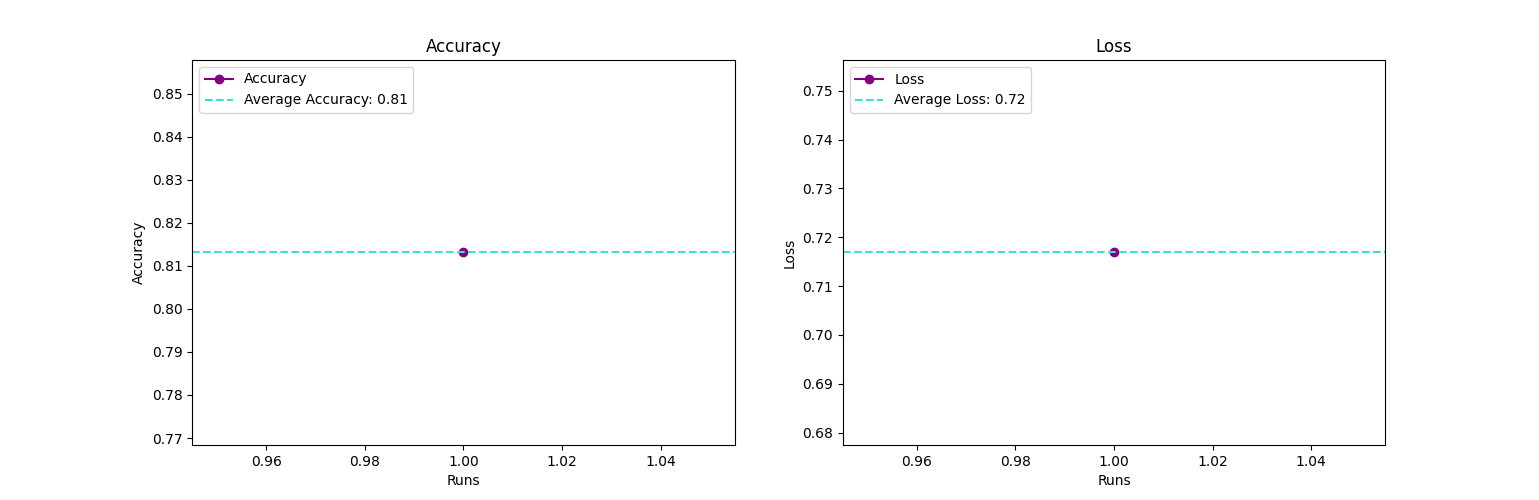 Accuracy
Accuracy
Average Accuracy: 0.81
0.85
0.84
0.83
0.82
0.81
0.80
0.79
0.78
0.77
Accuracy
0.96 0.98 1.00 1.02 1.04
Runs
Loss
Loss
Average Loss: 0.72
0.75
0.74
0.73
0.72
0.71
0.70
0.69
0.68
Loss
0.96 0.98 1.00 1.02 1.04
Runs